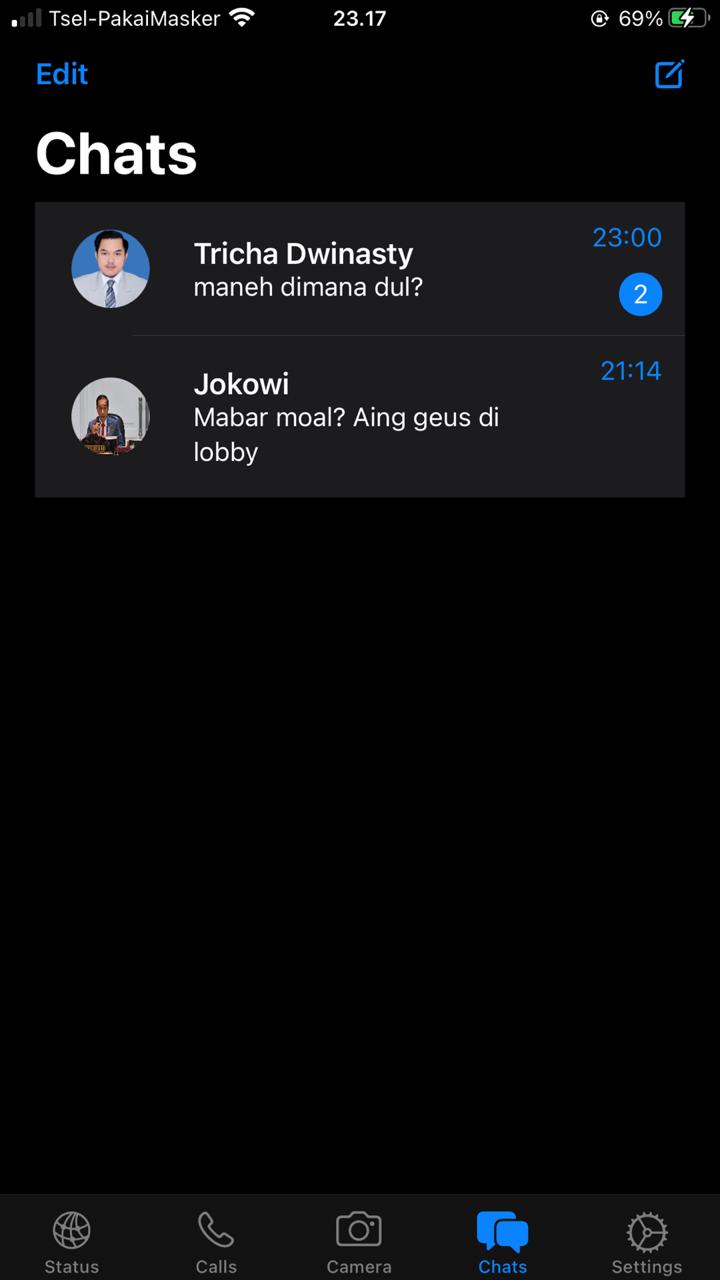 Tsel-PakaiMasker 23.17 69%
Edit
Chats
Tricha Dwinasty 23:00
maneh dimana dul? 2
Jokowi 21:14
Mabar moal? Aing geus di
lobby
Status Calls Camera Chats Settings